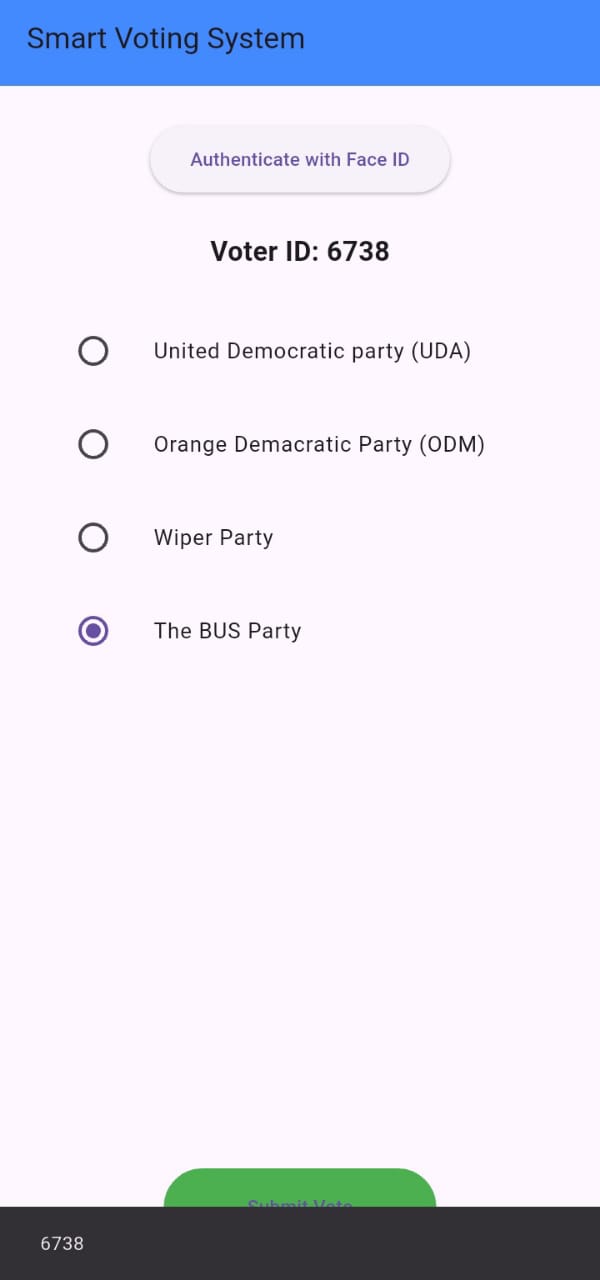 Smart Voting System
Authenticate with Face ID
Voter ID: 6738
United Democratic party (UDA)
Orange Demacratic Party (ODM)
Wiper Party
The BUS Party
Submit Vote
6738